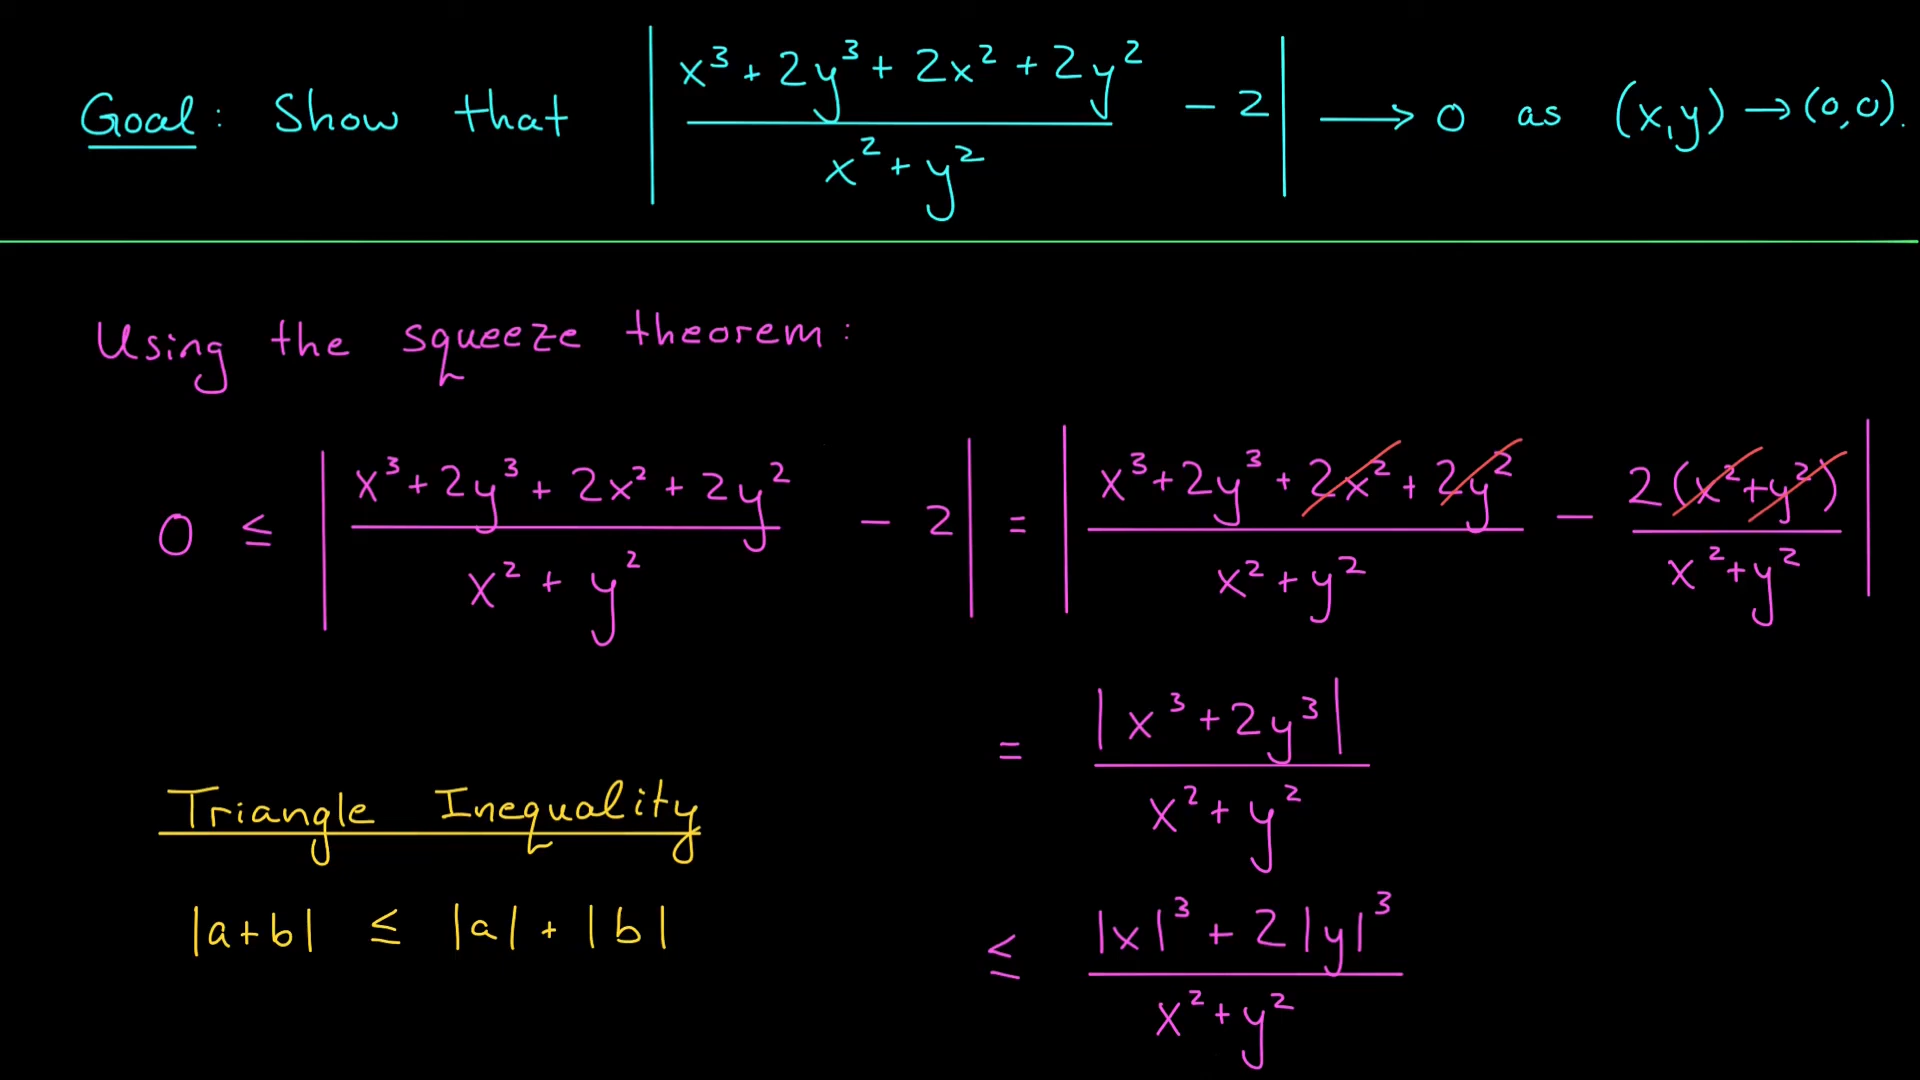 Goal: Show that | (x³ + 2y³ + 2x² + 2y²) / (x² + y²) − 2 | ⟶ 0 as (x,y) → (0,0).
Using the squeeze theorem:
0 ≤ | (x³ + 2y³ + 2x² + 2y²) / (x² + y²) − 2 | = | (x³ + 2y³ + 2x² + 2y²) / (x² + y²) − 2(x² + y²) / (x² + y²) |
= |x³ + 2y³| / (x² + y²)
Triangle Inequality
|a+b| ≤ |a| + |b|
≤ (|x|³ + 2|y|³) / (x² + y²)